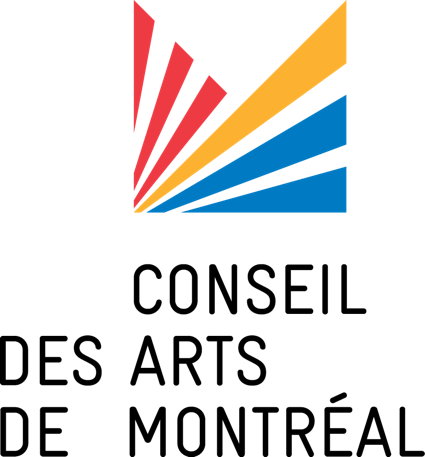 CONSEIL
DES ARTS
DE MONTRÉAL